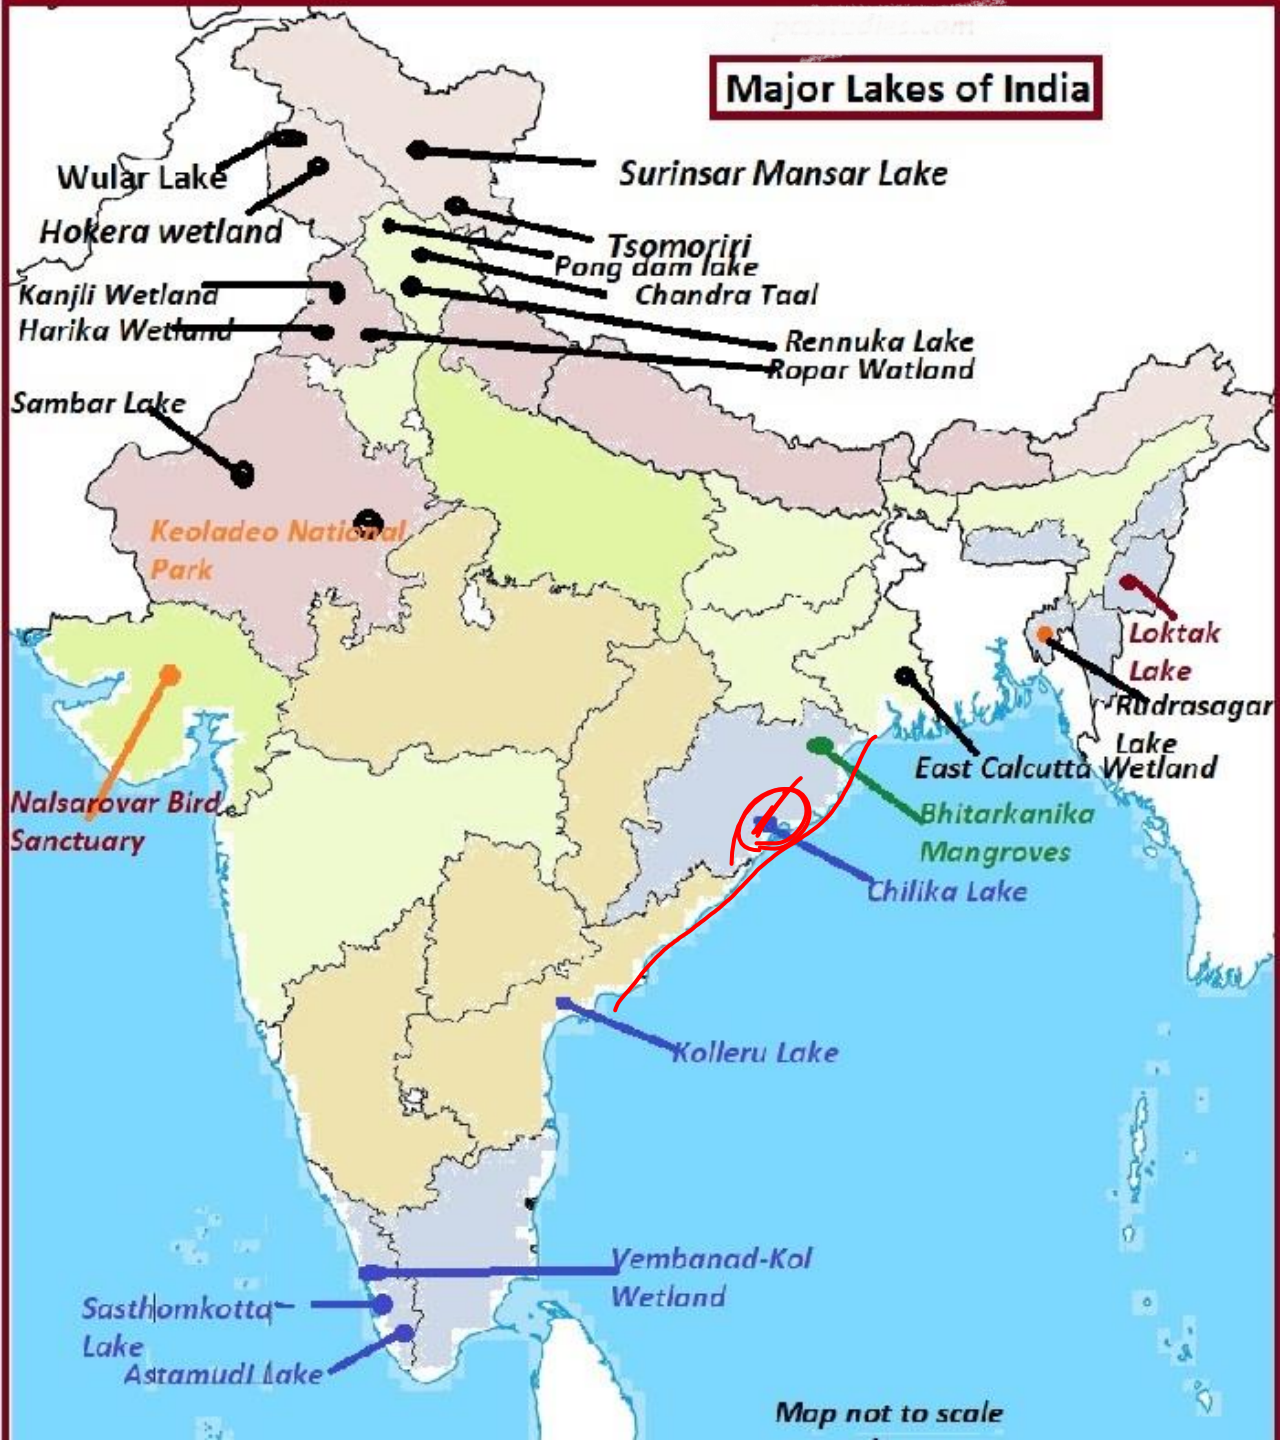 pcsstudies.com
Major Lakes of India
Wular Lake
Surinsar Mansar Lake
Hokera wetland
Tsomoriri
Pong dam lake
Kanjli Wetland
Chandra Taal
Harika Wetland
Rennuka Lake
Ropar Watland
Sambar Lake
Keoladeo National
Park
Loktak
Lake
Rudrasagar
Lake
East Calcutta Wetland
Nalsarovar Bird
Sanctuary
Bhitarkanika
Mangroves
Chilika Lake
Kolleru Lake
Vembanad-Kol
Wetland
Sasthomkotta
Lake
Astamudi Lake
Map not to scale